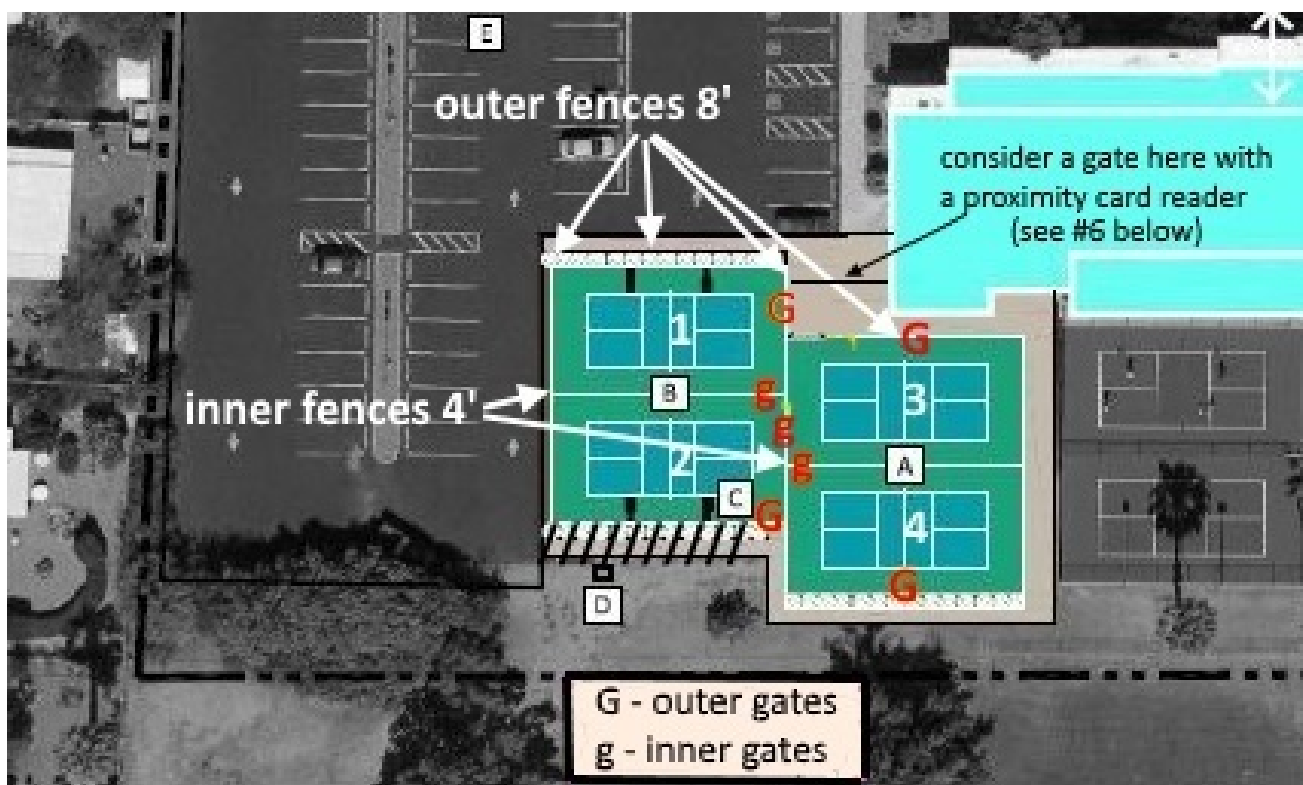 E
outer fences 8'
consider a gate here with
a proximity card reader
(see #6 below)
G
1
G
g
B
3
inner fences 4'
g
2
g
A
C
G
4
G
D
G - outer gates
g - inner gates